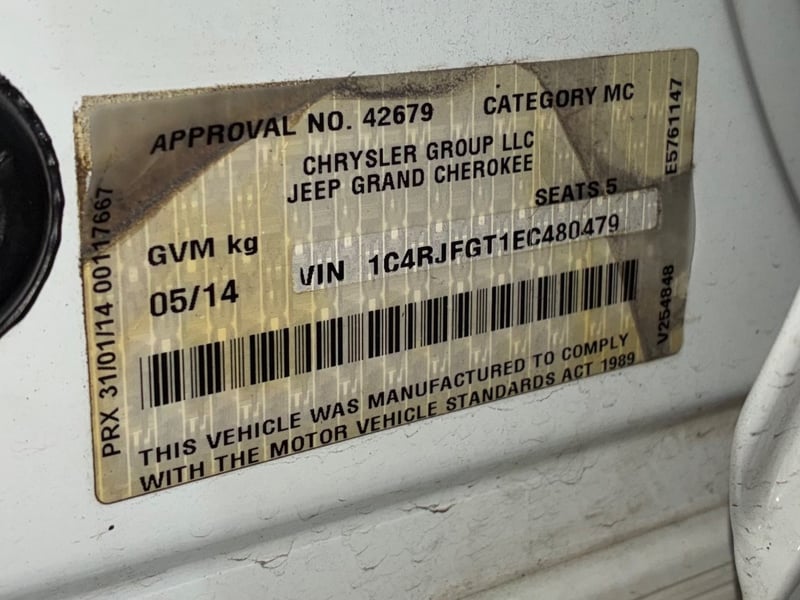 APPROVAL NO. 42679 CATEGORY MC
CHRYSLER GROUP LLC
JEEP GRAND CHEROKEE
SEATS 5
GVM kg
VIN 1C4RJFGT1EC480479
05/14
THIS VEHICLE WAS MANUFACTURED TO COMPLY
WITH THE MOTOR VEHICLE STANDARDS ACT 1989
PRX 31/01/14 00117667
E5761147
V254848